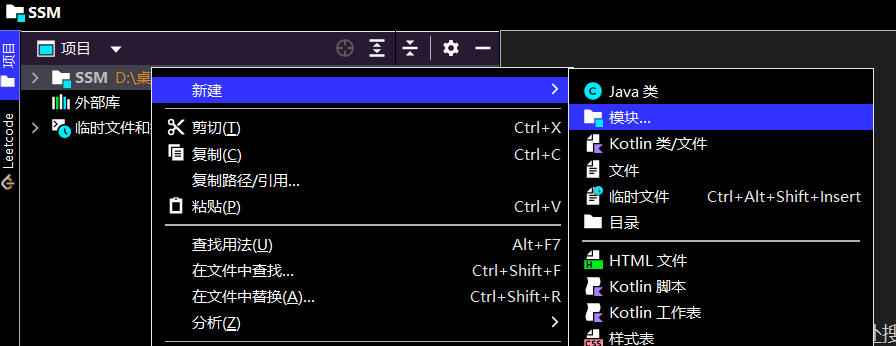 SSM
项目
项目
SSM D:\桌
外部库
临时文件和
Leetcode
新建
剪切(T) Ctrl+X
复制(C) Ctrl+C
复制路径/引用...
粘贴(P) Ctrl+V
查找用法(U) Alt+F7
在文件中查找... Ctrl+Shift+F
在文件中替换(A)... Ctrl+Shift+R
分析(Z)
Java 类
模块...
Kotlin 类/文件
文件
临时文件 Ctrl+Alt+Shift+Insert
目录
HTML 文件
Kotlin 脚本
Kotlin 工作表
样式表
搜